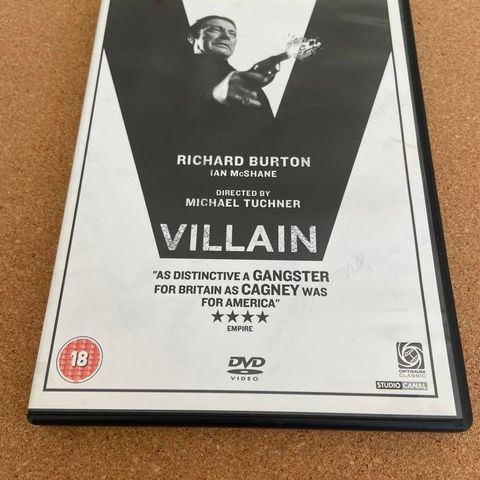 RICHARD BURTON
IAN McSHANE
DIRECTED BY
MICHAEL TUCHNER
VILLAIN
"AS DISTINCTIVE A GANGSTER
FOR BRITAIN AS CAGNEY WAS
FOR AMERICA"
★★★★
EMPIRE
18
DVD
VIDEO
OPTIMUM
CLASSIC
STUDIO CANAL